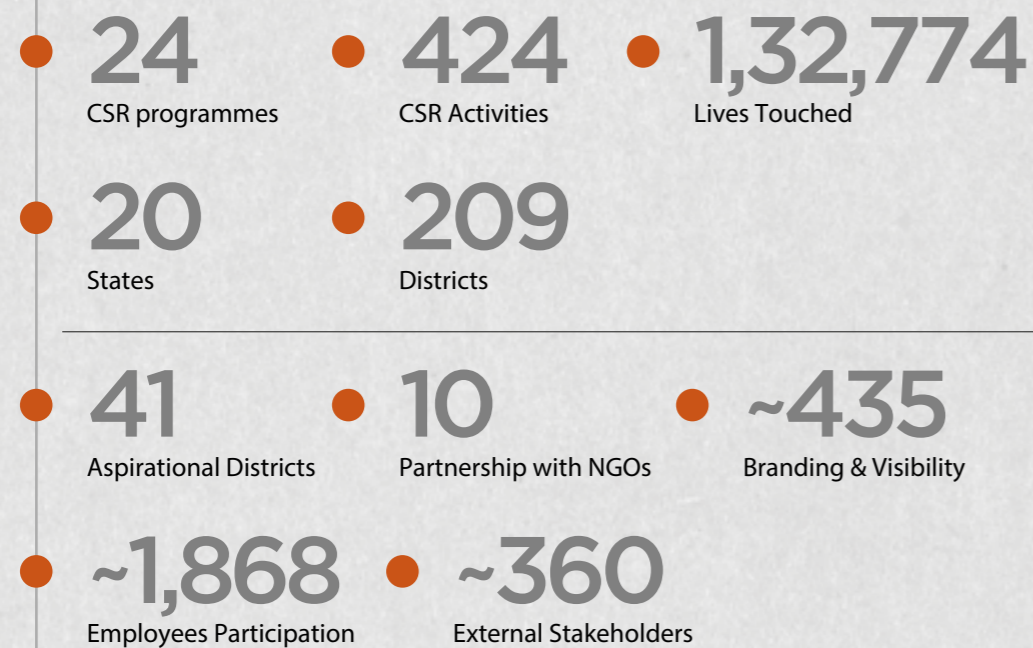 24
CSR programmes
424
CSR Activities
1,32,774
Lives Touched
20
States
209
Districts
41
Aspirational Districts
10
Partnership with NGOs
~435
Branding & Visibility
~1,868
Employees Participation
~360
External Stakeholders